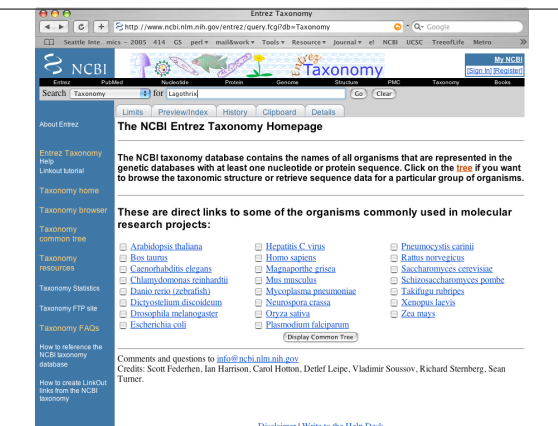 Entrez Taxonomy
http://www.ncbi.nlm.nih.gov/entrez/query.fcgi?db=Taxonomy
Google
Seattle Inte. mics - 2005 414 GS perl▾ mail&work▾ Tools▾ Resource▾ Journal▾ e! NCBI UCSC TreeofLife Metro
NCBI
Taxonomy
My NCBI
[Sign In] [Register]
Entrez PubMed Nucleotide Protein Genome Structure PMC Taxonomy Books
Search Taxonomy for Lagothrix Go Clear
Limits Preview/Index History Clipboard Details
About Entrez
Entrez Taxonomy
Help
Linkout tutorial
Taxonomy home
Taxonomy browser
Taxonomy
common tree
Taxonomy
resources
Taxonomy Statistics
Taxonomy FTP site
Taxonomy FAQs
How to reference the
NCBI taxonomy
database
How to create LinkOut
links from the NCBI
taxonomy
The NCBI Entrez Taxonomy Homepage
The NCBI taxonomy database contains the names of all organisms that are represented in the
genetic databases with at least one nucleotide or protein sequence. Click on the tree if you want
to browse the taxonomic structure or retrieve sequence data for a particular group of organisms.
These are direct links to some of the organisms commonly used in molecular
research projects:
Arabidopsis thaliana Hepatitis C virus Pneumocystis carinii
Bos taurus Homo sapiens Rattus norvegicus
Caenorhabditis elegans Magnaporthe grisea Saccharomyces cerevisiae
Chlamydomonas reinhardtii Mus musculus Schizosaccharomyces pombe
Danio rerio (zebrafish) Mycoplasma pneumoniae Takifugu rubripes
Dictyostelium discoideum Neurospora crassa Xenopus laevis
Drosophila melanogaster Oryza sativa Zea mays
Escherichia coli Plasmodium falciparum
Display Common Tree
Comments and questions to info@ncbi.nlm.nih.gov
Credits: Scott Federhen, Ian Harrison, Carol Hotton, Detlef Leipe, Vladimir Soussov, Richard Sternberg, Sean
Turner.
Disclaimer | Write to the Help Desk